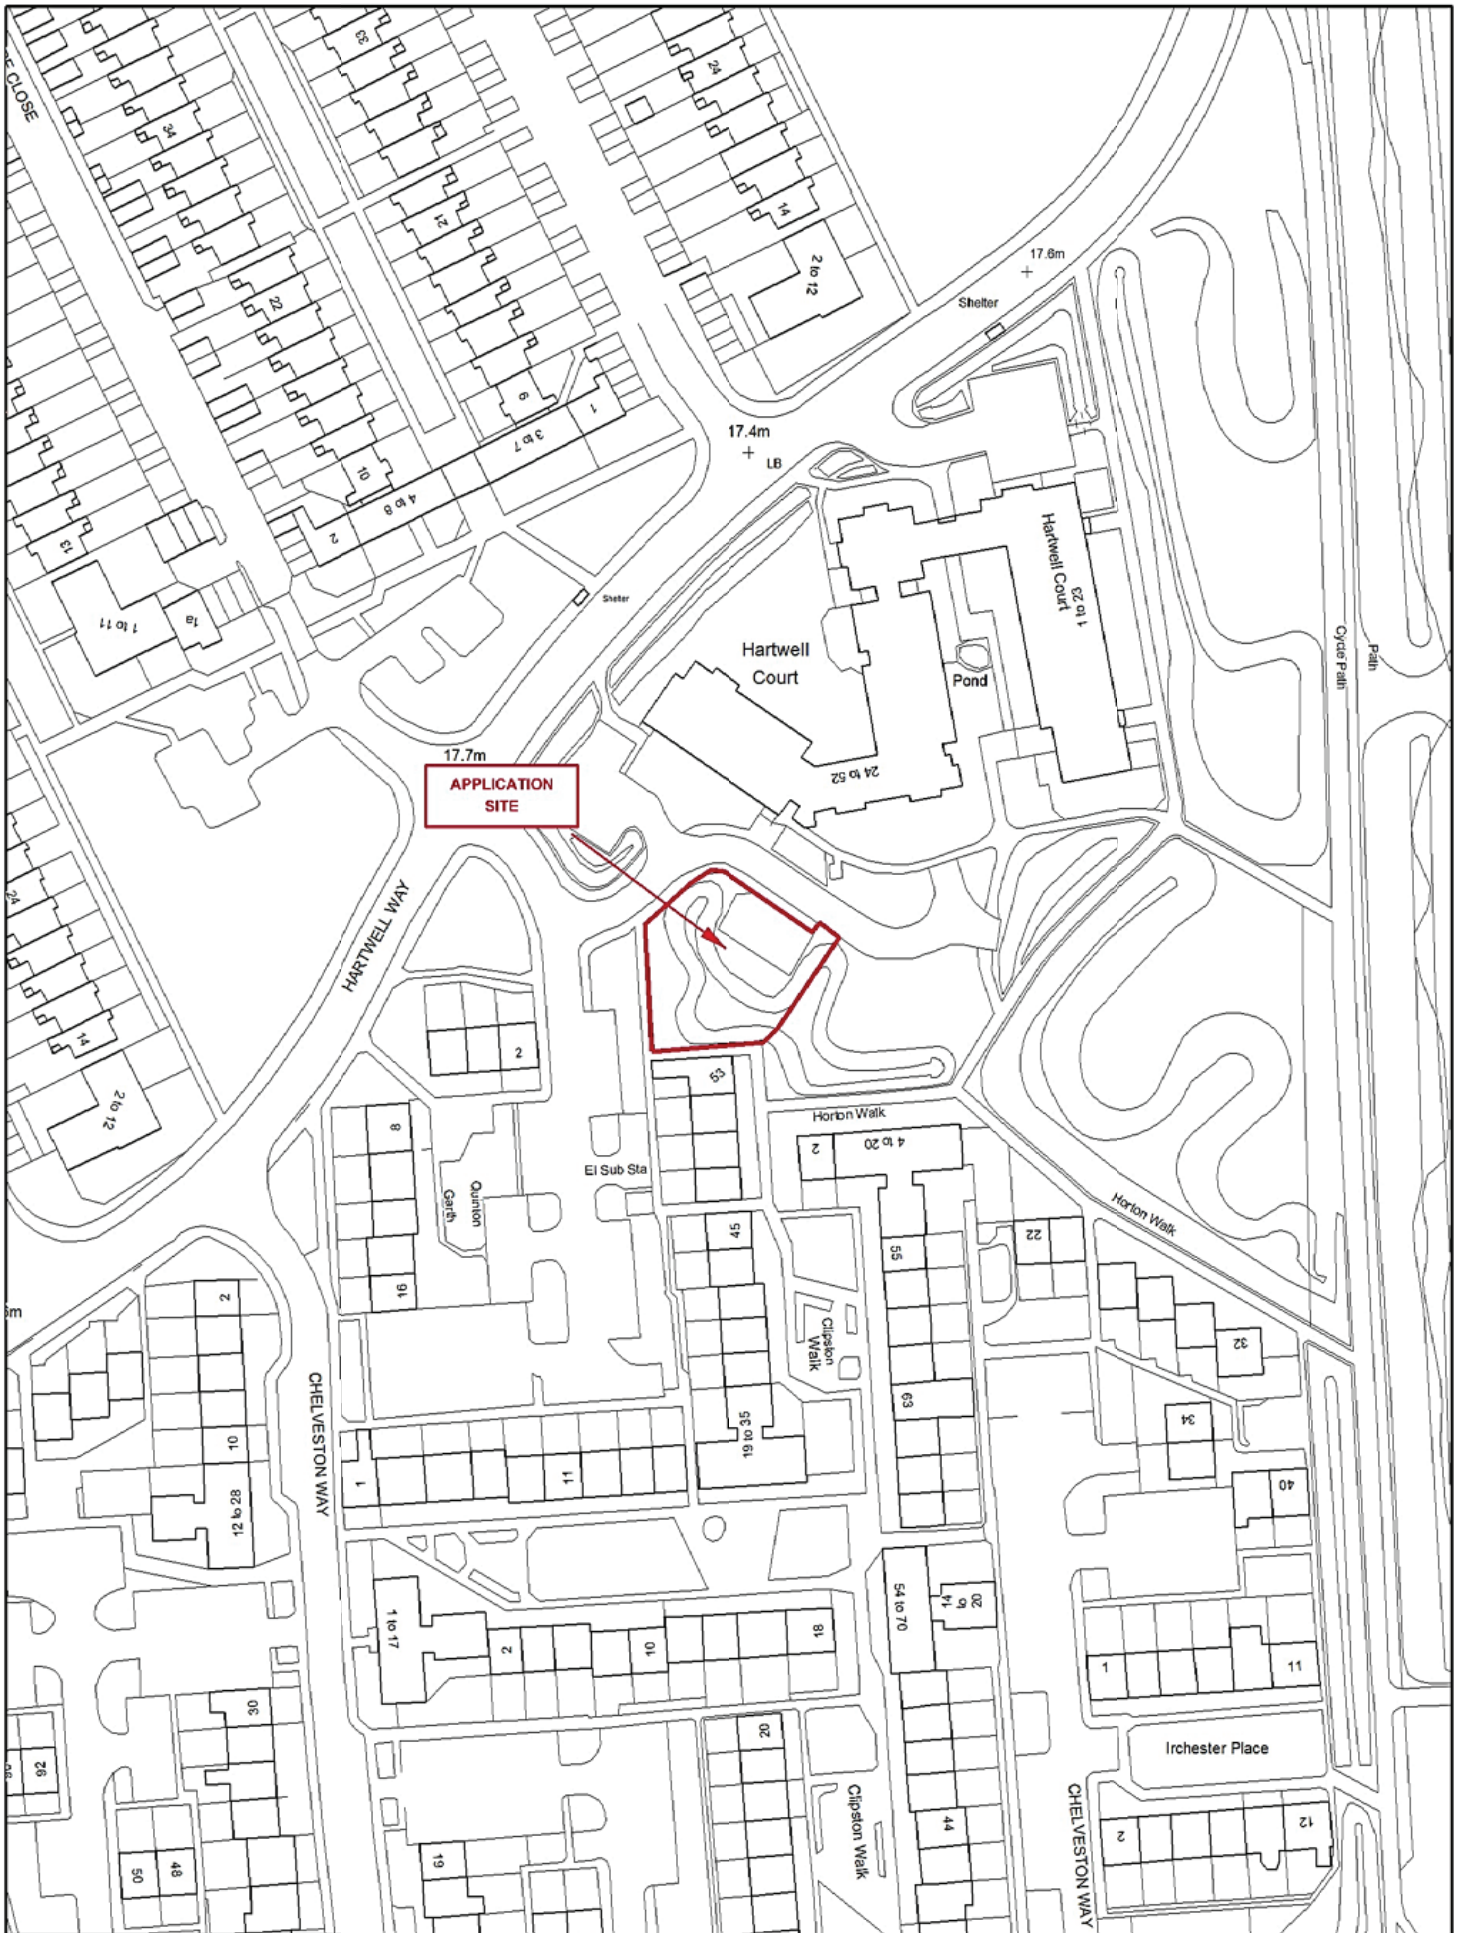 33
24
34
21
14
2 to 12
22
17.6m
Shelter
9
1
3 to 7
17.4m
LB
10
4 to 8
2
13
Hartwell Court
1 to 23
Shelter
1a
1 to 11
Hartwell
Court
Cycle Path
Path
Pond
17.7m
24 to 52
APPLICATION
SITE
24
HARTWELL WAY
14
2
53
2 to 12
Horton Walk
8
2
4 to 20
El Sub Sta
Quinton
Garth
Horton Walk
45
22
55
16
2
Clipston
Walk
32
63
CHELVESTON WAY
34
19 to 35
10
1
11
40
12 to 28
54 to 70
14
to
20
1 to 17
2
10
18
1
11
30
20
Irchester Place
92
CHELVESTON WAY
Clipston Walk
44
2
12
19
50
48